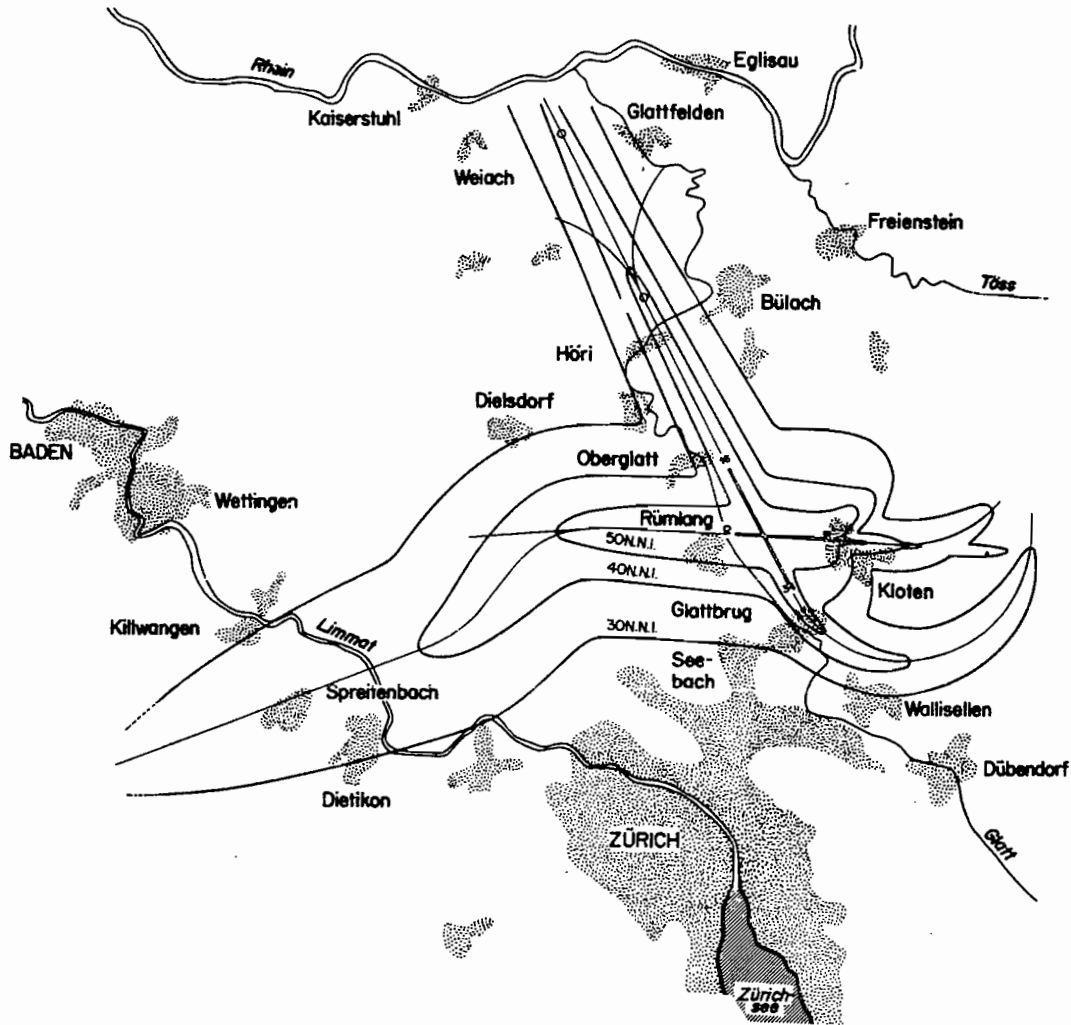 Rhain
Eglisau
Kaiserstuhl
Glattfelden
Weiach
Freienstein
Töss
Bülach
Höri
Dielsdorf
BADEN
Oberglatt
Wettingen
Rümlang
50N.N.I.
40N.N.I.
Kloten
Killwangen
Limmat
Glattbrug
30N.N.I.
See-
bach
Spreitenbach
Wallisellen
Dübendorf
Dietikon
ZÜRICH
Glatt
Zürich-
see